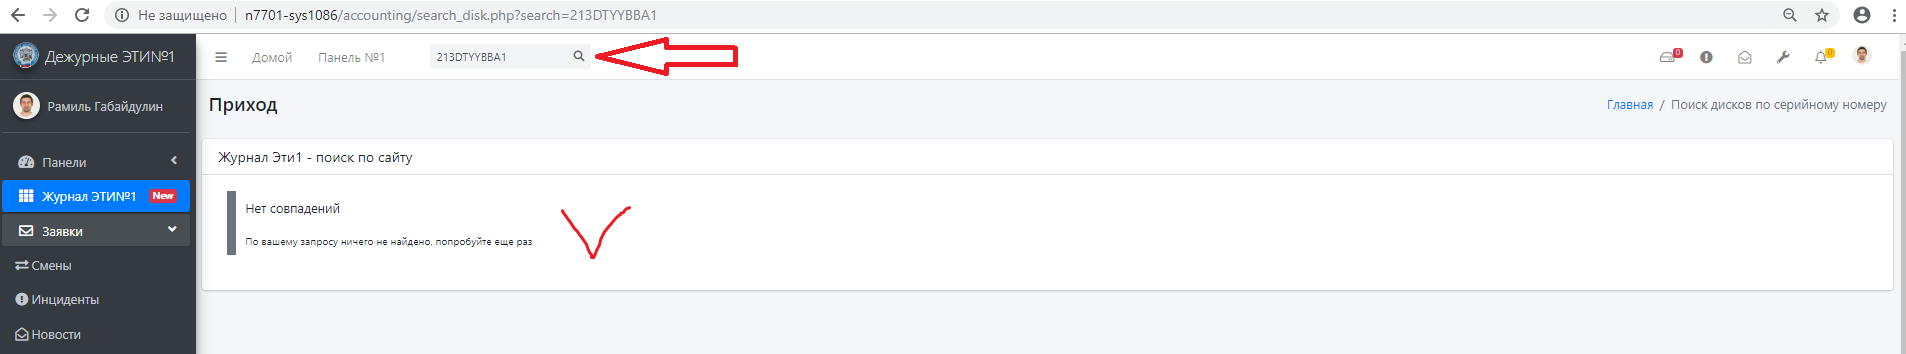 Не защищено
n7701-sys1086/accounting/search_disk.php?search=213DTYYBBA1
Дежурные ЭТИ№1
Домой
Панель №1
213DTYYBBA1
0
0
Рамиль Габайдулин
Приход
Главная / Поиск дисков по серийному номеру
Панели
Журнал Эти1 - поиск по сайту
Журнал ЭТИ№1 New
Нет совпадений
Заявки
По вашему запросу ничего не найдено, попробуйте еще раз
Смены
Инциденты
Новости